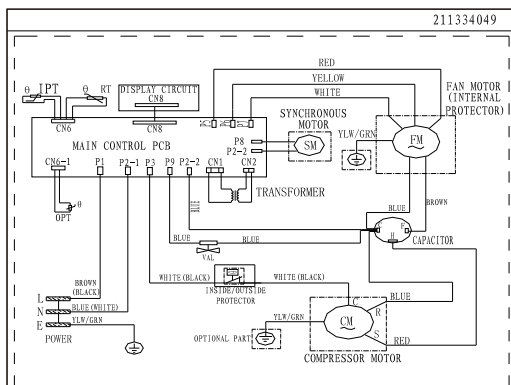 211334049
RED
YELLOW
WHITE
FAN MOTOR
(INTERNAL
PROTECTOR)
θ IPT
θ RT
DISPLAY CIRCUIT
CN8
CN6
CN8
SYNCHRONOUS
MOTOR
YLW/GRN
FM
MAIN CONTROL PCB
P8
P2-2
SM
CN6-1
P1
P2-1
P3
P9
P2-2
CN1
CN2
TRANSFORMER
OPT
θ
BLUE
BROWN
BLUE
BLUE
VAL
C
F
H
CAPACITOR
WHITE(BLACK)
WHITE(BLACK)
INSIDE/OUTSIDE
PROTECTOR
BROWN
(BLACK)
L
N
BLUE(WHITE)
E
YLW/GRN
POWER
BLUE
C
R
S
CM
YLW/GRN
OPTIONAL PART
RED
COMPRESSOR MOTOR